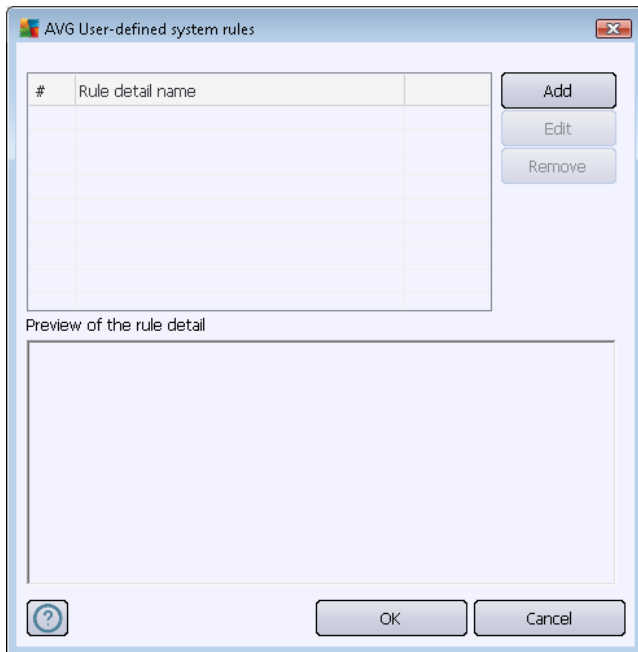 AVG User-defined system rules
# Rule detail name
Add
Edit
Remove
Preview of the rule detail
?
OK
Cancel